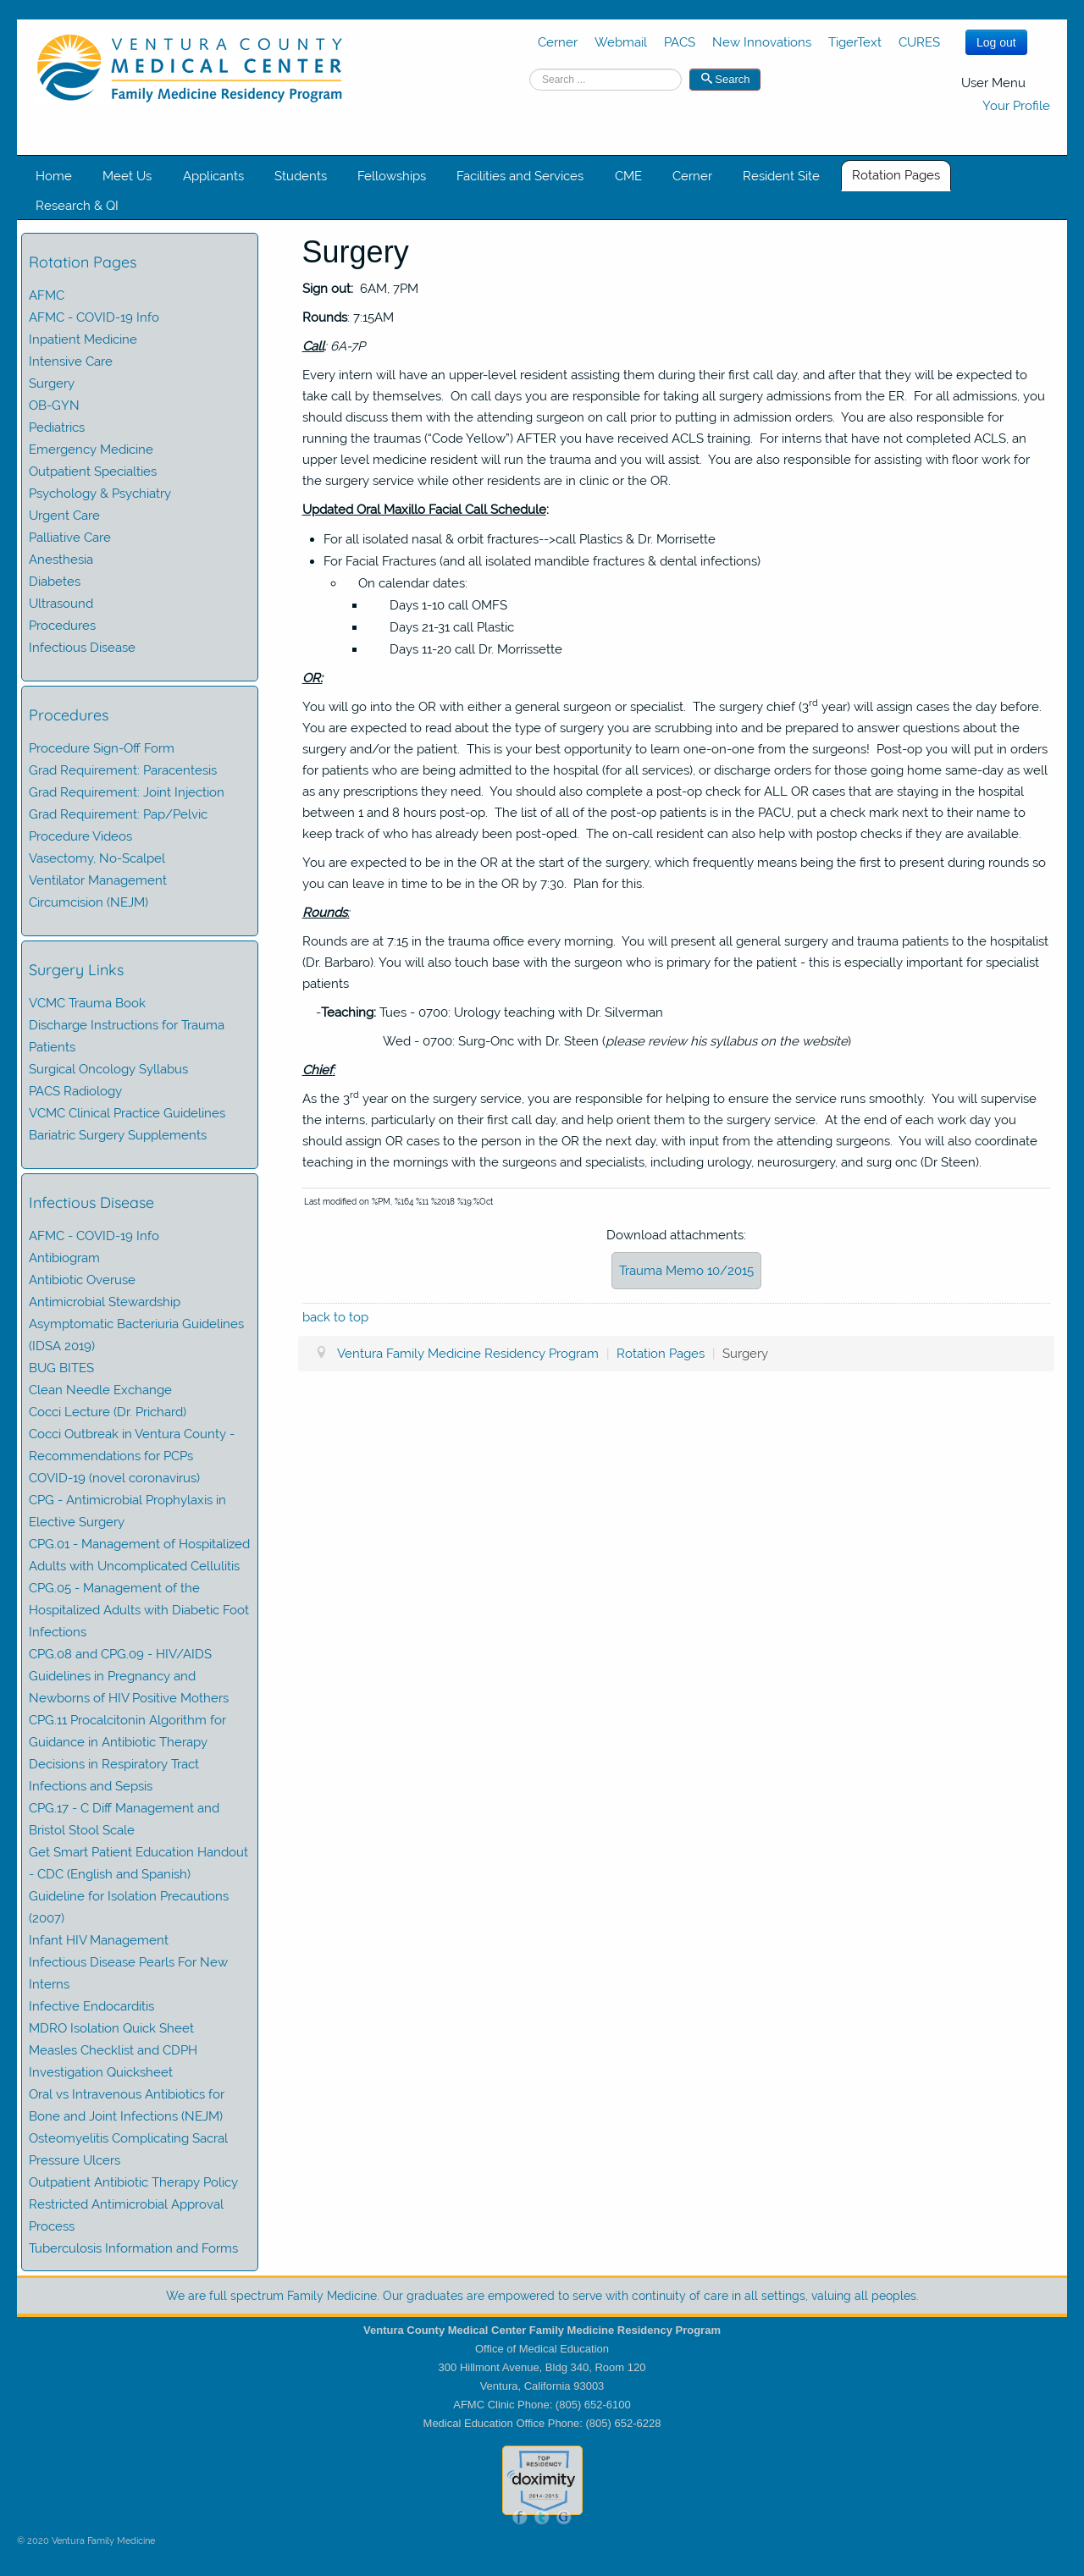 VENTURA COUNTY
MEDICAL CENTER
Family Medicine Residency Program
Cerner Webmail PACS New Innovations TigerText CURES Log out
Search ... Search
User Menu
Your Profile
Home Meet Us Applicants Students Fellowships Facilities and Services CME Cerner Resident Site Rotation Pages
Research & QI
Rotation Pages
AFMC
AFMC - COVID-19 Info
Inpatient Medicine
Intensive Care
Surgery
OB-GYN
Pediatrics
Emergency Medicine
Outpatient Specialties
Psychology & Psychiatry
Urgent Care
Palliative Care
Anesthesia
Diabetes
Ultrasound
Procedures
Infectious Disease
Procedures
Procedure Sign-Off Form
Grad Requirement: Paracentesis
Grad Requirement: Joint Injection
Grad Requirement: Pap/Pelvic
Procedure Videos
Vasectomy, No-Scalpel
Ventilator Management
Circumcision (NEJM)
Surgery Links
VCMC Trauma Book
Discharge Instructions for Trauma
Patients
Surgical Oncology Syllabus
PACS Radiology
VCMC Clinical Practice Guidelines
Bariatric Surgery Supplements
Infectious Disease
AFMC - COVID-19 Info
Antibiogram
Antibiotic Overuse
Antimicrobial Stewardship
Asymptomatic Bacteriuria Guidelines
(IDSA 2019)
BUG BITES
Clean Needle Exchange
Cocci Lecture (Dr. Prichard)
Cocci Outbreak in Ventura County -
Recommendations for PCPs
COVID-19 (novel coronavirus)
CPG - Antimicrobial Prophylaxis in
Elective Surgery
CPG.01 - Management of Hospitalized
Adults with Uncomplicated Cellulitis
CPG.05 - Management of the
Hospitalized Adults with Diabetic Foot
Infections
CPG.08 and CPG.09 - HIV/AIDS
Guidelines in Pregnancy and
Newborns of HIV Positive Mothers
CPG.11 Procalcitonin Algorithm for
Guidance in Antibiotic Therapy
Decisions in Respiratory Tract
Infections and Sepsis
CPG.17 - C Diff Management and
Bristol Stool Scale
Get Smart Patient Education Handout
- CDC (English and Spanish)
Guideline for Isolation Precautions
(2007)
Infant HIV Management
Infectious Disease Pearls For New
Interns
Infective Endocarditis
MDRO Isolation Quick Sheet
Measles Checklist and CDPH
Investigation Quicksheet
Oral vs Intravenous Antibiotics for
Bone and Joint Infections (NEJM)
Osteomyelitis Complicating Sacral
Pressure Ulcers
Outpatient Antibiotic Therapy Policy
Restricted Antimicrobial Approval
Process
Tuberculosis Information and Forms
Surgery
Sign out: 6AM, 7PM
Rounds: 7:15AM
Call: 6A-7P
Every intern will have an upper-level resident assisting them during their first call day, and after that they will be expected to
take call by themselves. On call days you are responsible for taking all surgery admissions from the ER. For all admissions, you
should discuss them with the attending surgeon on call prior to putting in admission orders. You are also responsible for
running the traumas (“Code Yellow”) AFTER you have received ACLS training. For interns that have not completed ACLS, an
upper level medicine resident will run the trauma and you will assist. You are also responsible for assisting with floor work for
the surgery service while other residents are in clinic or the OR.
Updated Oral Maxillo Facial Call Schedule:
• For all isolated nasal & orbit fractures-->call Plastics & Dr. Morrisette
• For Facial Fractures (and all isolated mandible fractures & dental infections)
◦ On calendar dates:
▪ Days 1-10 call OMFS
▪ Days 21-31 call Plastic
▪ Days 11-20 call Dr. Morrissette
OR:
You will go into the OR with either a general surgeon or specialist. The surgery chief (3rd year) will assign cases the day before.
You are expected to read about the type of surgery you are scrubbing into and be prepared to answer questions about the
surgery and/or the patient. This is your best opportunity to learn one-on-one from the surgeons! Post-op you will put in orders
for patients who are being admitted to the hospital (for all services), or discharge orders for those going home same-day as well
as any prescriptions they need. You should also complete a post-op check for ALL OR cases that are staying in the hospital
between 1 and 8 hours post-op. The list of all of the post-op patients is in the PACU, put a check mark next to their name to
keep track of who has already been post-oped. The on-call resident can also help with postop checks if they are available.
You are expected to be in the OR at the start of the surgery, which frequently means being the first to present during rounds so
you can leave in time to be in the OR by 7:30. Plan for this.
Rounds:
Rounds are at 7:15 in the trauma office every morning. You will present all general surgery and trauma patients to the hospitalist
(Dr. Barbaro). You will also touch base with the surgeon who is primary for the patient - this is especially important for specialist
patients
-Teaching: Tues - 0700: Urology teaching with Dr. Silverman
Wed - 0700: Surg-Onc with Dr. Steen (please review his syllabus on the website)
Chief:
As the 3rd year on the surgery service, you are responsible for helping to ensure the service runs smoothly. You will supervise
the interns, particularly on their first call day, and help orient them to the surgery service. At the end of each work day you
should assign OR cases to the person in the OR the next day, with input from the attending surgeons. You will also coordinate
teaching in the mornings with the surgeons and specialists, including urology, neurosurgery, and surg onc (Dr Steen).
Last modified on %PM, %164 %11 %2018 %19:%Oct
Download attachments:
Trauma Memo 10/2015
back to top
Ventura Family Medicine Residency Program | Rotation Pages | Surgery
We are full spectrum Family Medicine. Our graduates are empowered to serve with continuity of care in all settings, valuing all peoples.
Ventura County Medical Center Family Medicine Residency Program
Office of Medical Education
300 Hillmont Avenue, Bldg 340, Room 120
Ventura, California 93003
AFMC Clinic Phone: (805) 652-6100
Medical Education Office Phone: (805) 652-6228
TOP
RESIDENCY
doximity
2014-2015
f t G
© 2020 Ventura Family Medicine